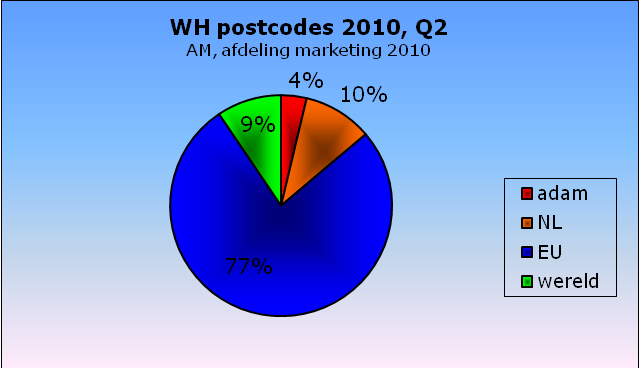 WH postcodes 2010, Q2
AM, afdeling marketing 2010
4%
10%
9%
77%
adam
NL
EU
wereld